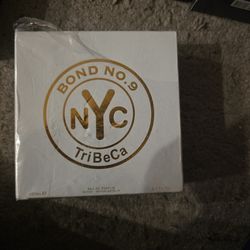 BOND NO.9
NYC
TriBeCa
EAU DE PARFUM